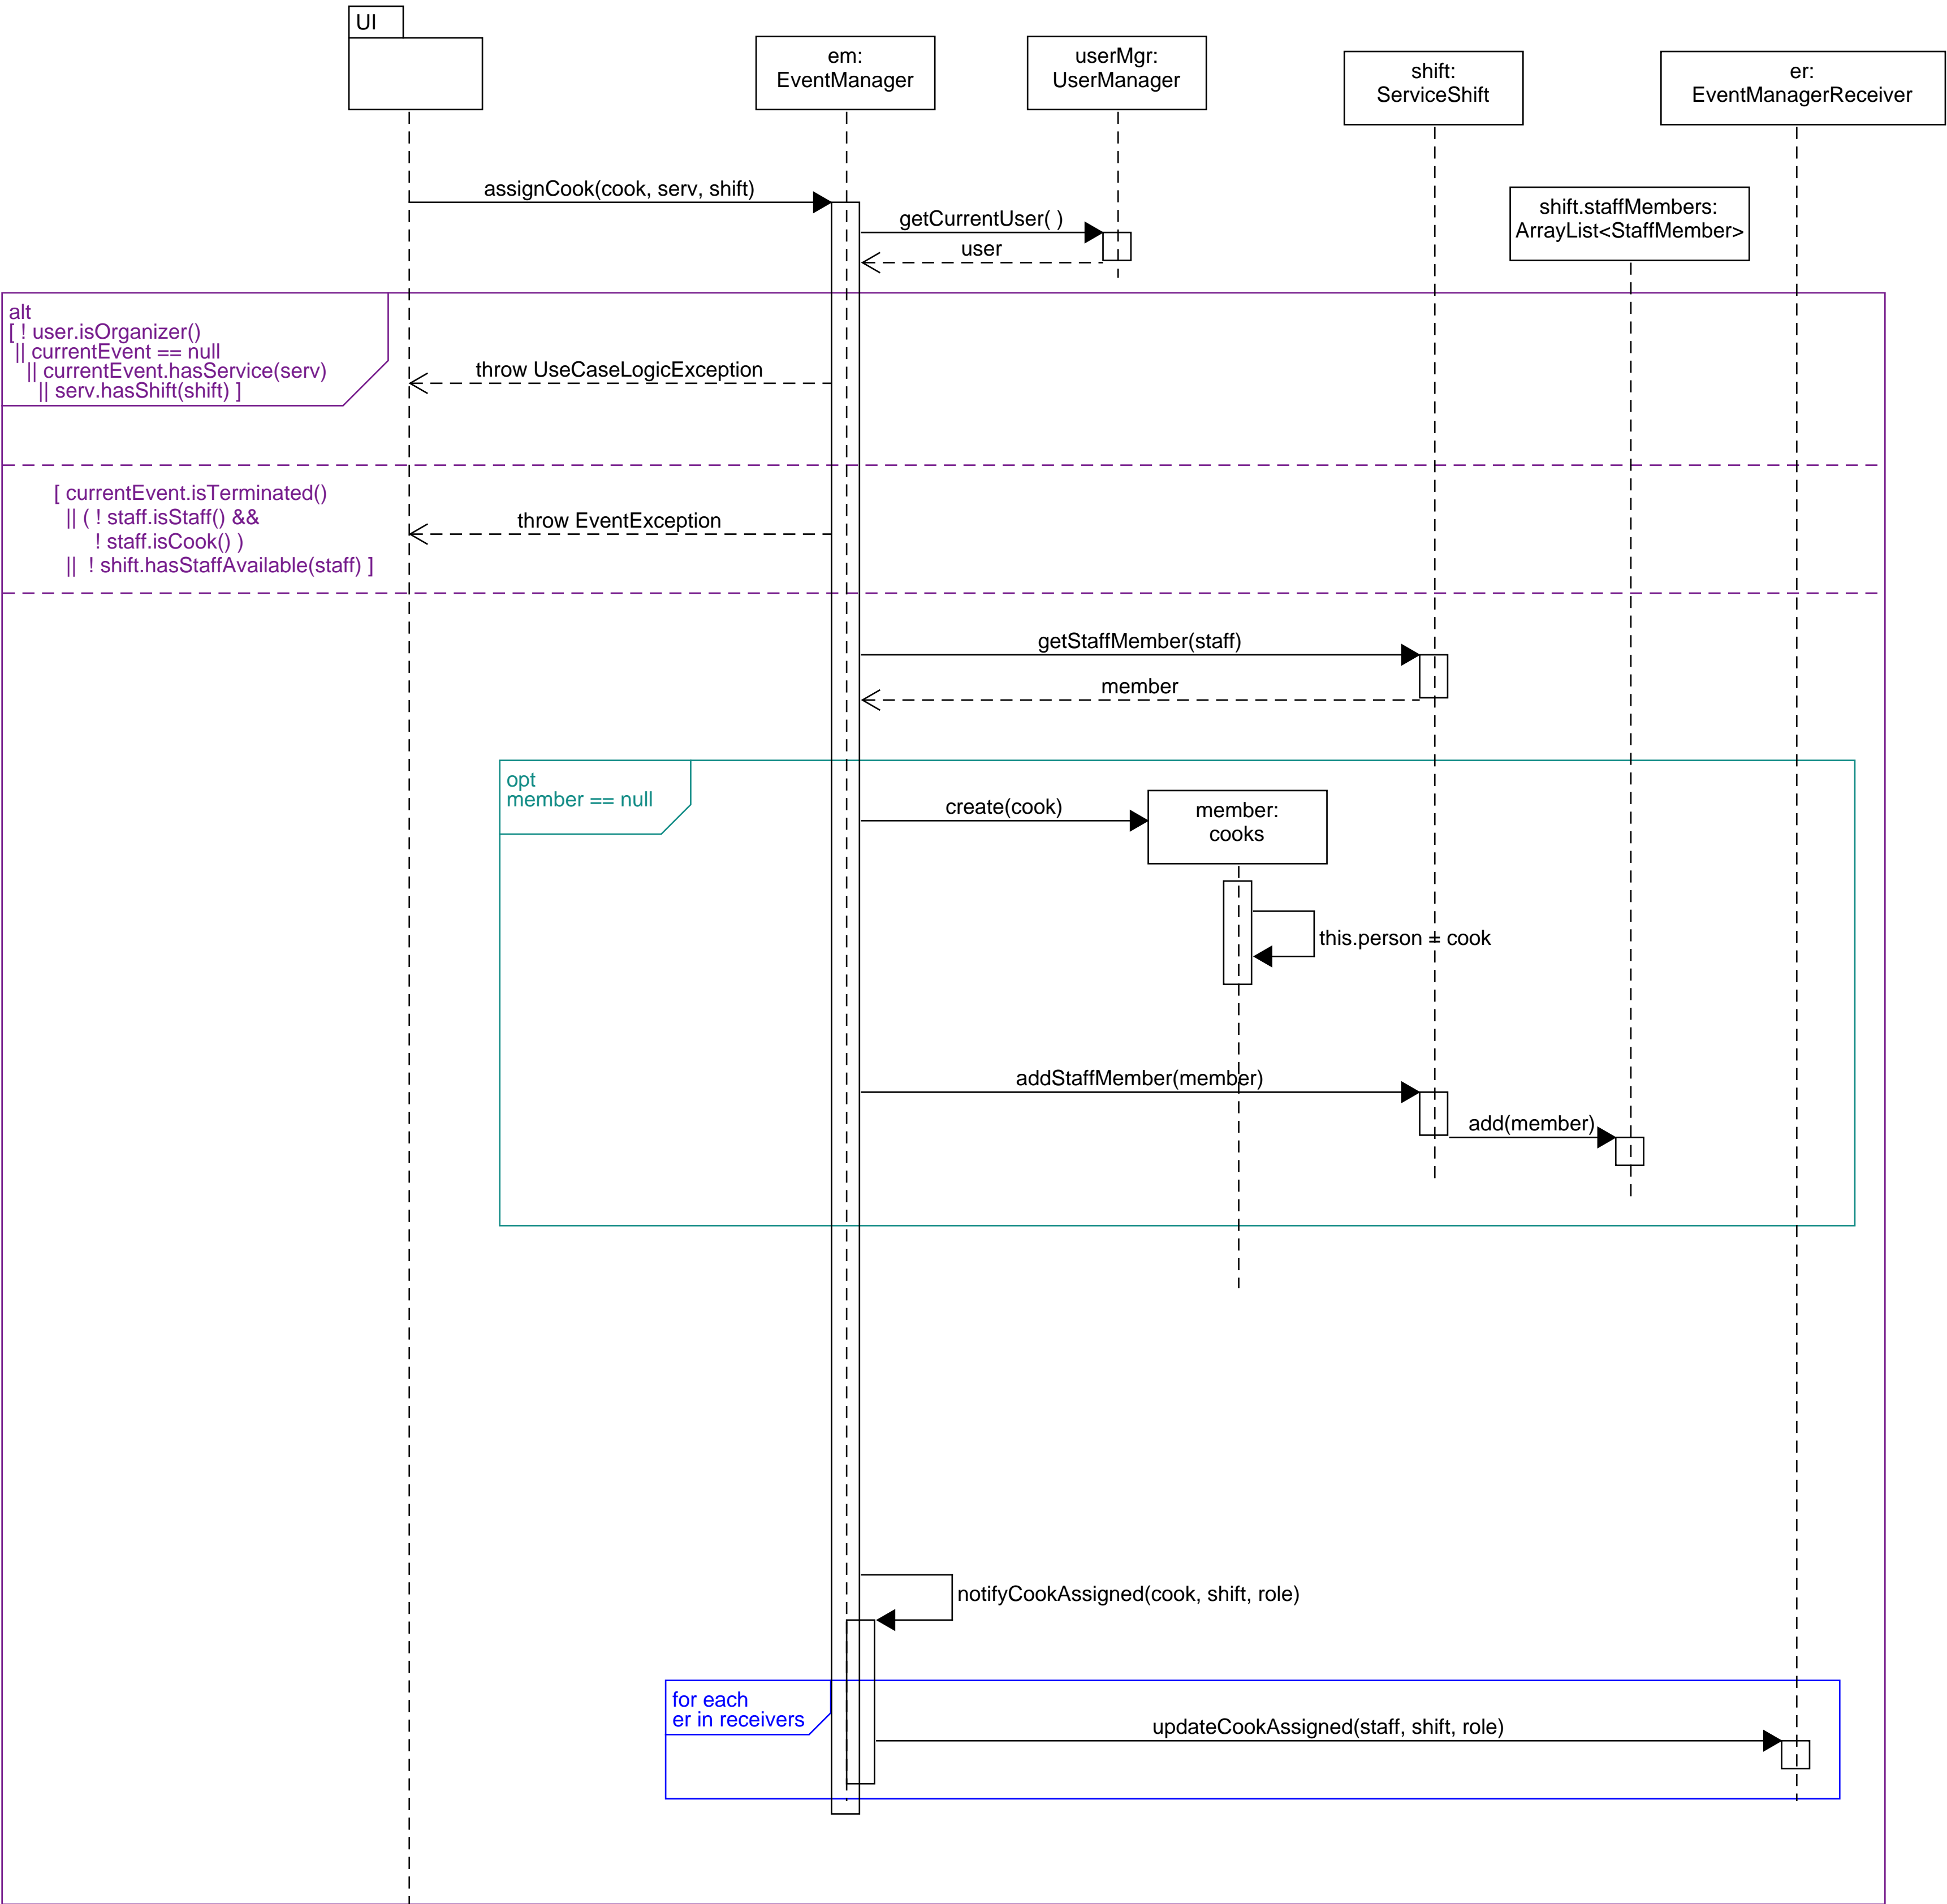 UI
em:
EventManager
userMgr:
UserManager
shift:
ServiceShift
er:
EventManagerReceiver
assignCook(cook, serv, shift)
shift.staffMembers:
ArrayList<StaffMember>
getCurrentUser( )
user
alt
[ ! user.isOrganizer()
|| currentEvent == null
|| currentEvent.hasService(serv)
|| serv.hasShift(shift) ]
throw UseCaseLogicException
[ currentEvent.isTerminated()
|| ( ! staff.isStaff() &&
! staff.isCook() )
|| ! shift.hasStaffAvailable(staff) ]
throw EventException
getStaffMember(staff)
member
opt
member == null
create(cook)
member:
cooks
this.person = cook
addStaffMember(member)
add(member)
notifyCookAssigned(cook, shift, role)
for each
er in receivers
updateCookAssigned(staff, shift, role)